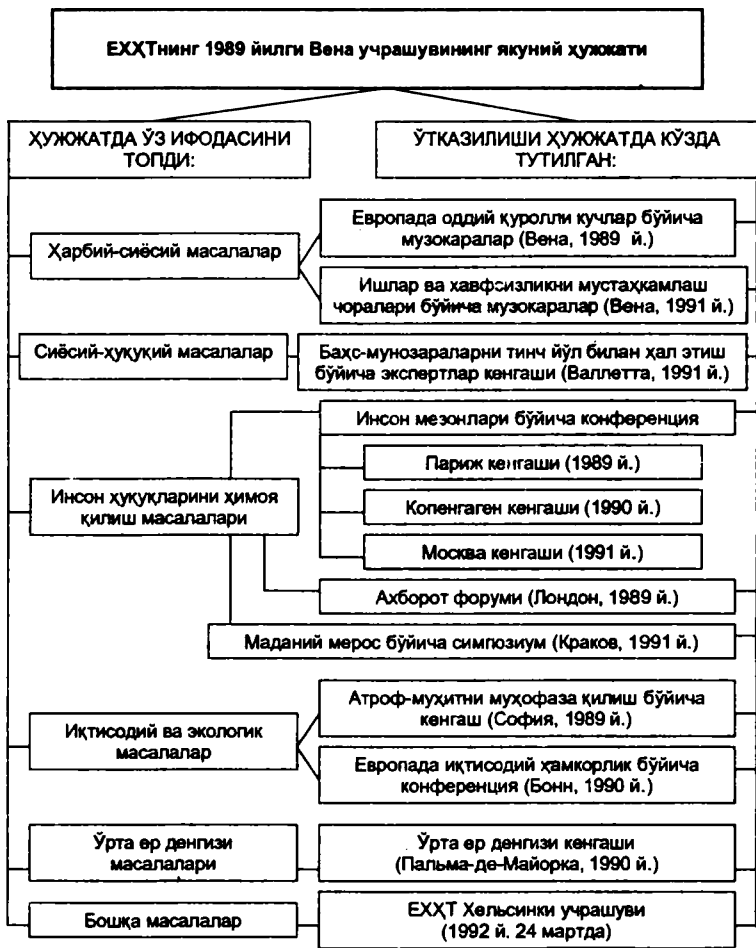 ЕХҲТнинг 1989 йилги Вена учрашувининг якуний ҳужжати
ҲУЖЖАТДА ЎЗ ИФОДАСИНИ
ТОПДИ:
ЎТКАЗИЛИШИ ҲУЖЖАТДА КЎЗДА
ТУТИЛГАН:
Ҳарбий-сиёсий масалалар
Европада оддий қуролли кучлар бўйича
музокаралар (Вена, 1989 й.)
Ишлар ва хавфсизликни мустаҳкамлаш
чоралари бўйича музокаралар (Вена, 1991 й.)
Сиёсий-ҳуқуқий масалалар
Баҳс-мунозараларни тинч йўл билан ҳал этиш
бўйича экспертлар кенгаши (Валлетта, 1991 й.)
Инсон ҳуқуқларини ҳимоя
қилиш масалалари
Инсон мезонлари бўйича конференция
Париж кенгаши (1989 й.)
Копенгаген кенгаши (1990 й.)
Москва кенгаши (1991 й.)
Ахборот форуми (Лондон, 1989 й.)
Маданий мерос бўйича симпозиум (Краков, 1991 й.)
Иқтисодий ва экологик
масалалар
Атроф-муҳитни муҳофаза қилиш бўйича
кенгаш (София, 1989 й.)
Европада иқтисодий ҳамкорлик бўйича
конференция (Бонн, 1990 й.)
Ўрта ер денгизи
масалалари
Ўрта ер денгизи кенгаши
(Пальма-де-Майорка, 1990 й.)
Бошқа масалалар
ЕХҲТ Хельсинки учрашуви
(1992 й. 24 мартда)